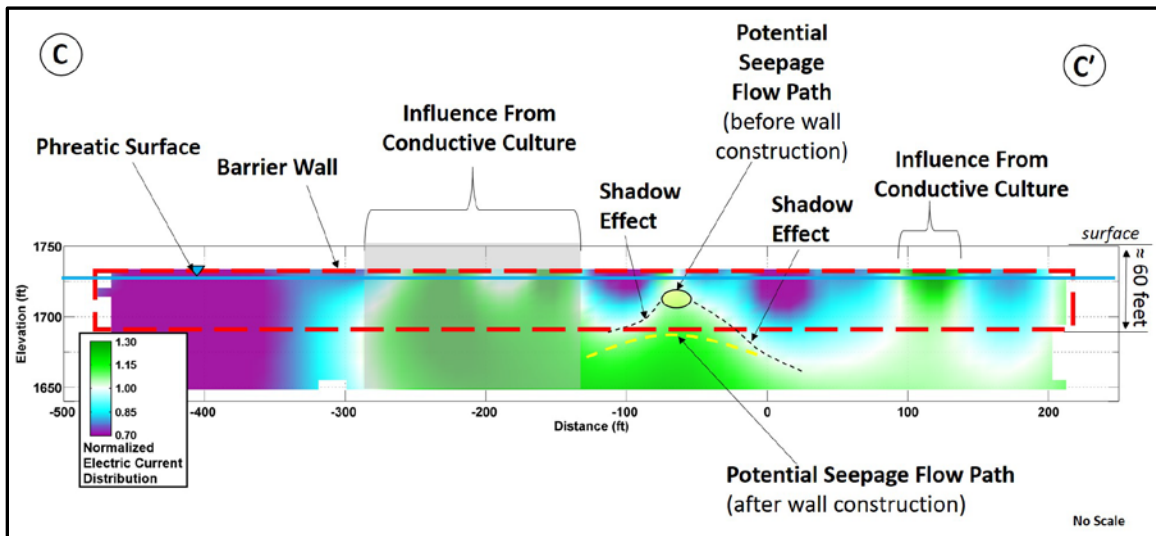 C
C'
Potential
Seepage
Flow Path
(before wall
construction)
Influence From
Conductive Culture
Phreatic Surface
Barrier Wall
Shadow
Effect
Shadow
Effect
Influence From
Conductive Culture
surface
≈ 60 feet
1750
1700
1650
Elevation (ft)
1.30
1.15
1.00
0.85
0.70
Normalized
Electric Current
Distribution
-500
-400
-300
-200
-100
0
100
200
Distance (ft)
Potential Seepage Flow Path
(after wall construction)
No Scale